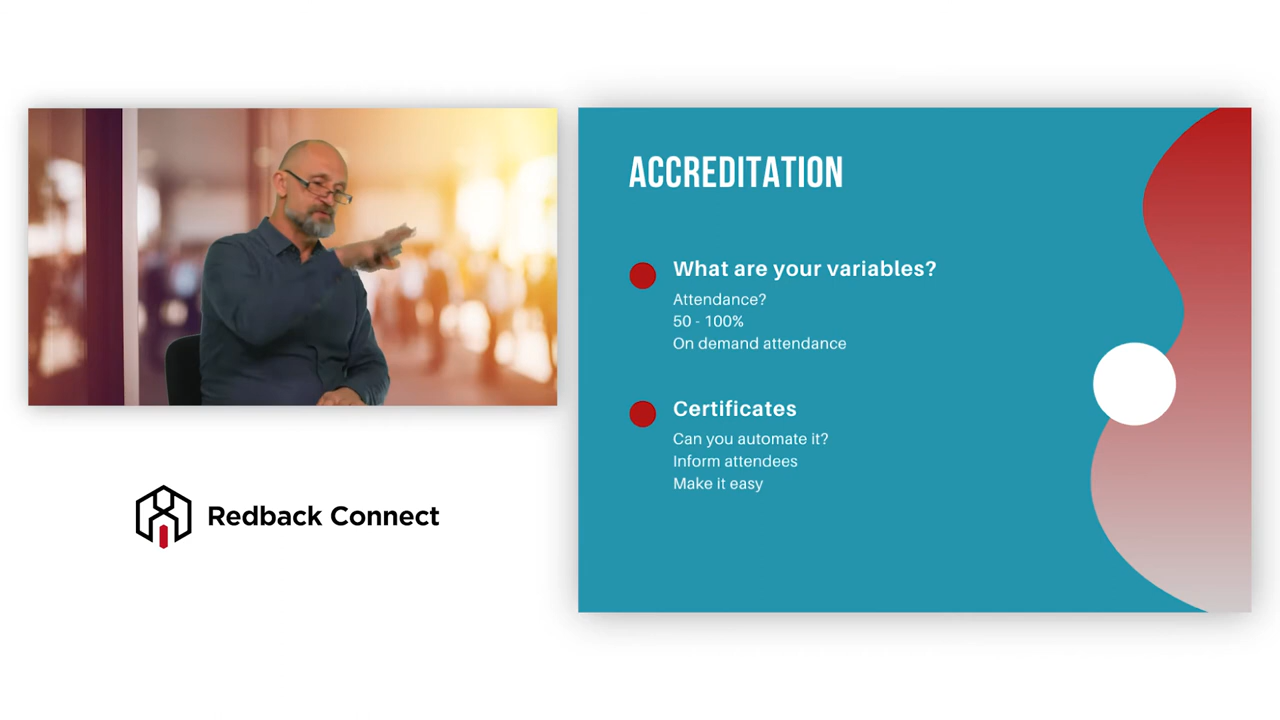 ACCREDITATION
What are your variables?
Attendance?
50 - 100%
On demand attendance
Certificates
Can you automate it?
Inform attendees
Make it easy
Redback Connect